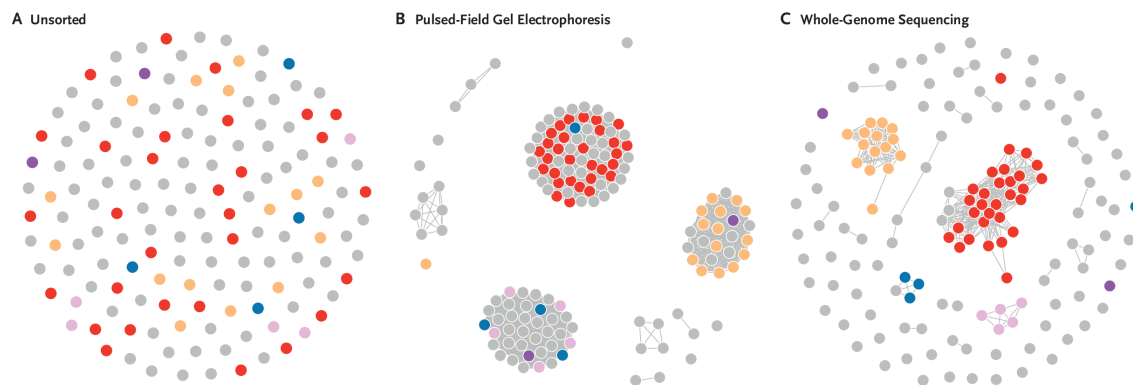 A Unsorted
B Pulsed-Field Gel Electrophoresis
C Whole-Genome Sequencing